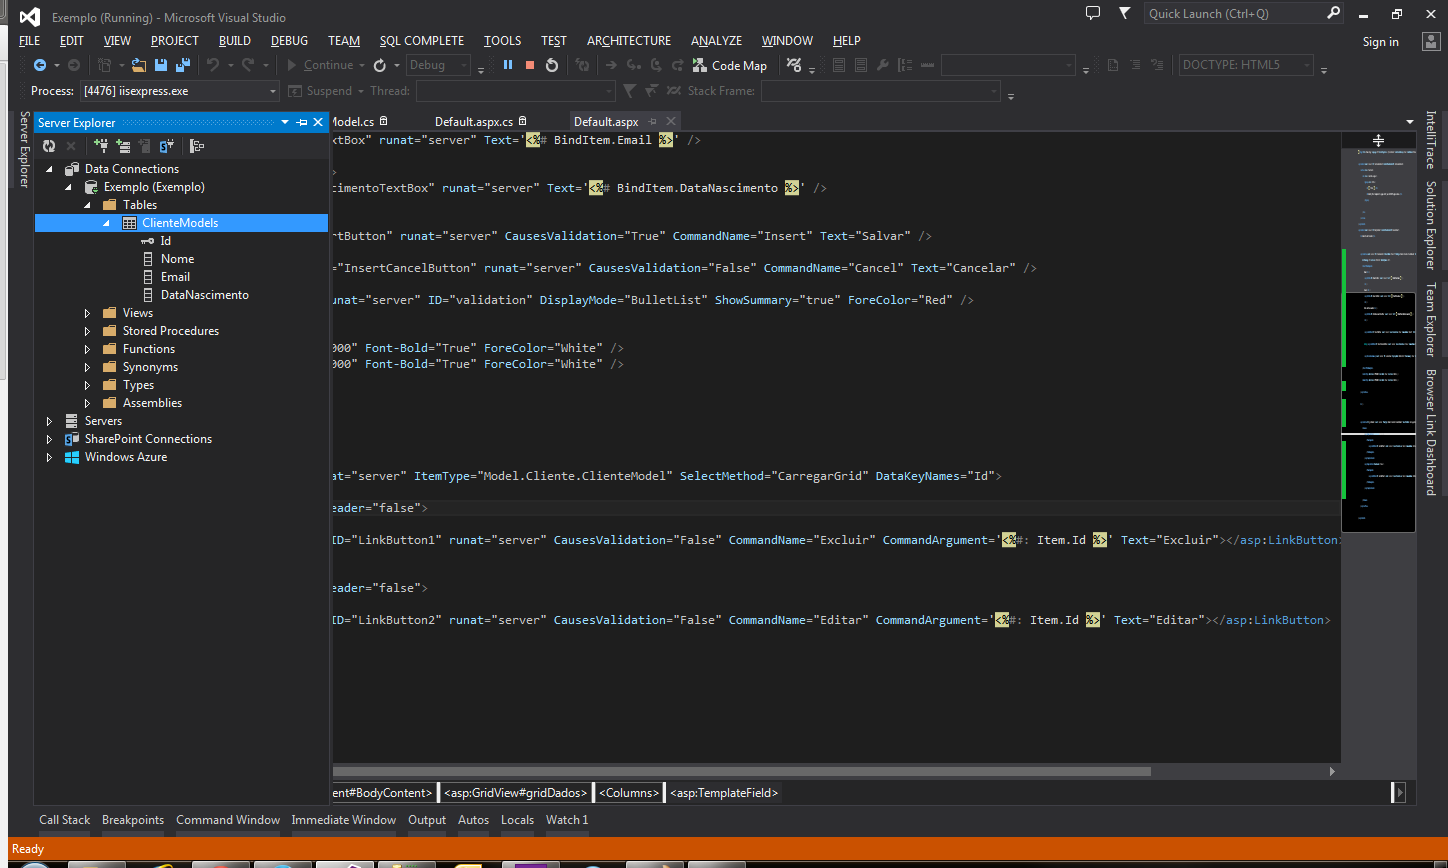 Exemplo (Running) - Microsoft Visual Studio
Quick Launch (Ctrl+Q)
FILE EDIT VIEW PROJECT BUILD DEBUG TEAM SQL COMPLETE TOOLS TEST ARCHITECTURE ANALYZE WINDOW HELP
Sign in
Continue Debug Code Map DOCTYPE: HTML5
Process: [4476] iisexpress.exe Suspend Thread: Stack Frame:
Server Explorer
Server Explorer
Model.cs Default.aspx.cs Default.aspx
Data Connections
Exemplo (Exemplo)
Tables
ClienteModels
Id
Nome
Email
DataNascimento
Views
Stored Procedures
Functions
Synonyms
Types
Assemblies
Servers
SharePoint Connections
Windows Azure
xtBox" runat="server" Text='<%# BindItem.Email %>' />
>
cimentoTextBox" runat="server" Text='<%# BindItem.DataNascimento %>' />
rtButton" runat="server" CausesValidation="True" CommandName="Insert" Text="Salvar" />
="InsertCancelButton" runat="server" CausesValidation="False" CommandName="Cancel" Text="Cancelar" />
unat="server" ID="validation" DisplayMode="BulletList" ShowSummary="true" ForeColor="Red" />
000" Font-Bold="True" ForeColor="White" />
000" Font-Bold="True" ForeColor="White" />
at="server" ItemType="Model.Cliente.ClienteModel" SelectMethod="CarregarGrid" DataKeyNames="Id">
eader="false">
ID="LinkButton1" runat="server" CausesValidation="False" CommandName="Excluir" CommandArgument='<%#: Item.Id %>' Text="Excluir"></asp:LinkButton>
eader="false">
ID="LinkButton2" runat="server" CausesValidation="False" CommandName="Editar" CommandArgument='<%#: Item.Id %>' Text="Editar"></asp:LinkButton>
ent#BodyContent> <asp:GridView#gridDados> <Columns> <asp:TemplateField>
IntelliTrace
Solution Explorer
Team Explorer
Browser Link Dashboard
Call Stack Breakpoints Command Window Immediate Window Output Autos Locals Watch 1
Ready